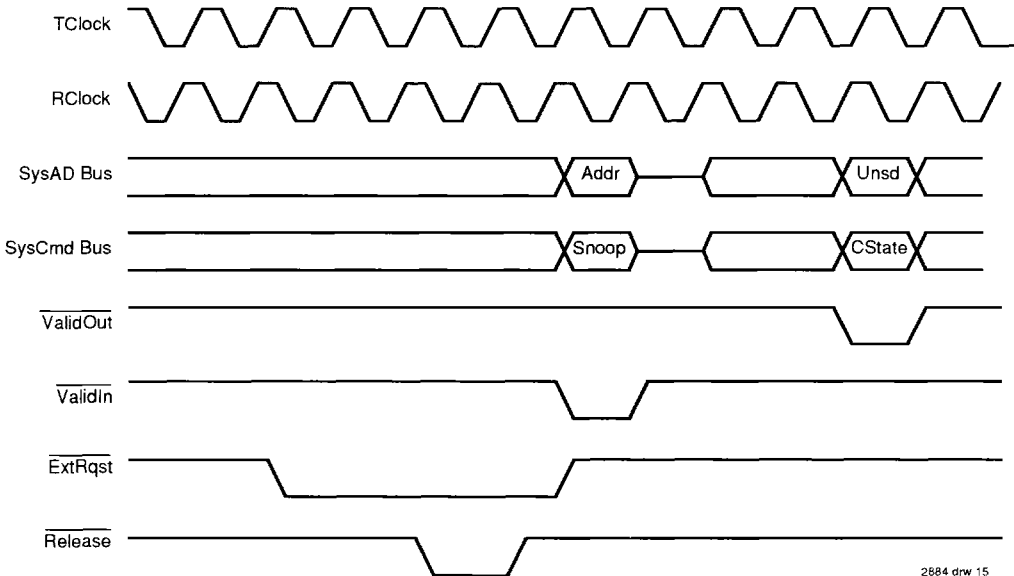 TClock
RClock
SysAD Bus
Addr
Unsd
SysCmd Bus
Snoop
CState
ValidOut
ValidIn
ExtRqst
Release
2884 drw 15